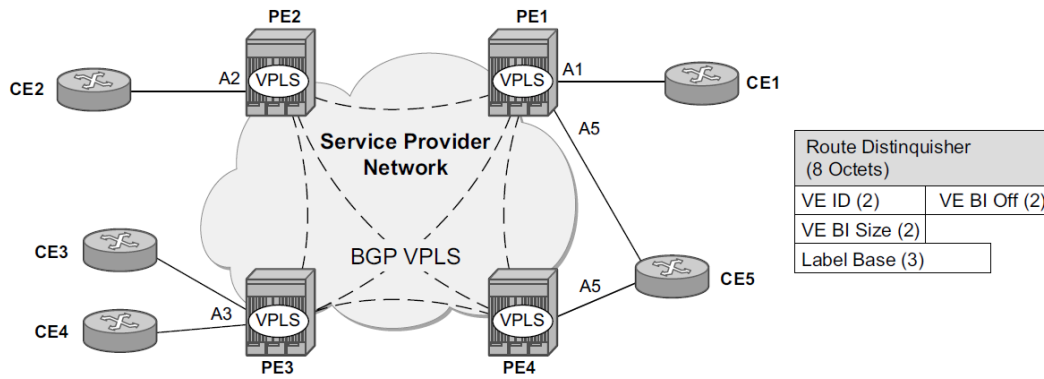 PE2
PE1
VPLS
VPLS
A2
A1
CE2
CE1
A5
Service Provider
Network
Route Distinquisher
(8 Octets)
VE ID (2)
VE BI Off (2)
VE BI Size (2)
Label Base (3)
CE3
BGP VPLS
A5
CE5
A3
VPLS
VPLS
CE4
PE3
PE4